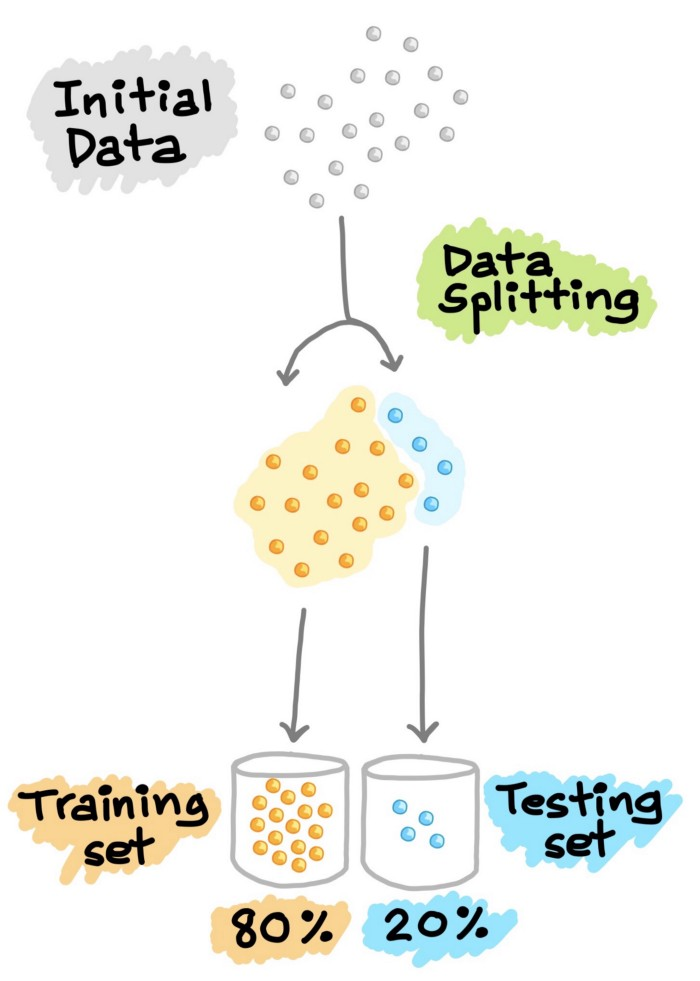 Initial
Data
Data
Splitting
Training
set
Testing
set
80%
20%